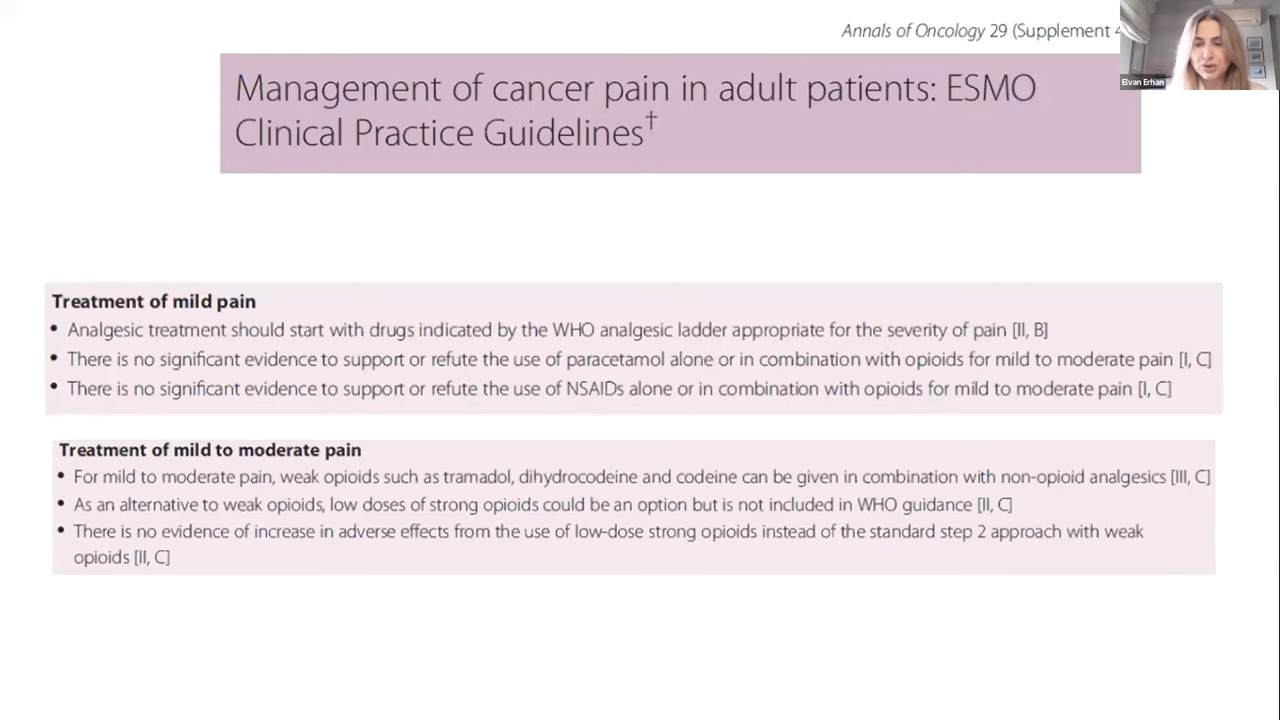 Annals of Oncology 29 (Supplement 4
Elvan Erhan
Management of cancer pain in adult patients: ESMO
Clinical Practice Guidelines†
Treatment of mild pain
• Analgesic treatment should start with drugs indicated by the WHO analgesic ladder appropriate for the severity of pain [II, B]
• There is no significant evidence to support or refute the use of paracetamol alone or in combination with opioids for mild to moderate pain [I, C]
• There is no significant evidence to support or refute the use of NSAIDs alone or in combination with opioids for mild to moderate pain [I, C]
Treatment of mild to moderate pain
• For mild to moderate pain, weak opioids such as tramadol, dihydrocodeine and codeine can be given in combination with non-opioid analgesics [III, C]
• As an alternative to weak opioids, low doses of strong opioids could be an option but is not included in WHO guidance [II, C]
• There is no evidence of increase in adverse effects from the use of low-dose strong opioids instead of the standard step 2 approach with weak
opioids [II, C]